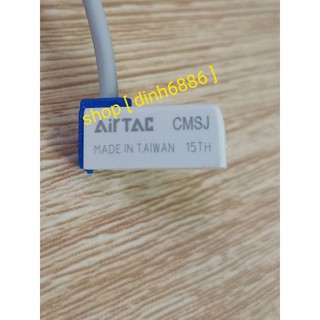 shop [ dinh6886 ]
AirTAC CMSJ
MADE IN TAIWAN 15TH